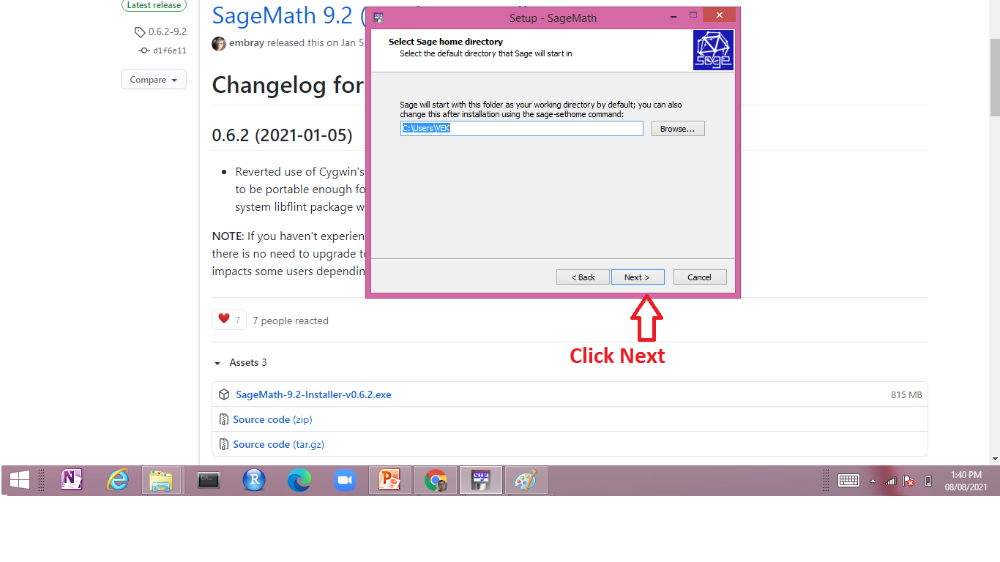 Latest release
0.6.2-9.2
d1f6e11
Compare
SageMath 9.2 (
embray released this on Jan 5
Changelog for
0.6.2 (2021-01-05)
Reverted use of Cygwin's
to be portable enough fo
system libflint package w
NOTE: If you haven't experien
there is no need to upgrade to
impacts some users dependin
Setup - SageMath
Select Sage home directory
Select the default directory that Sage will start in
sage
Sage will start with this folder as your working directory by default; you can also
change this after installation using the sage-sethome command:
C:\Users\VEK
Browse...
< Back
Next >
Cancel
Click Next
7
7 people reacted
Assets 3
SageMath-9.2-Installer-v0.6.2.exe
815 MB
Source code (zip)
Source code (tar.gz)
1:40 PM
08/08/2021